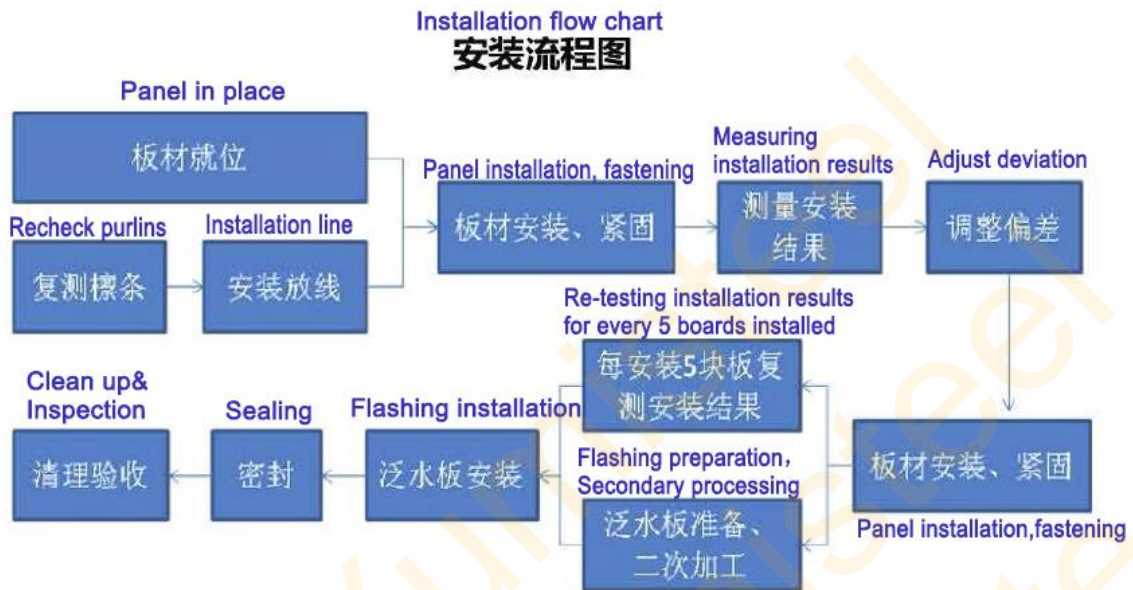 Installation flow chart
安装流程图
Panel in place
板材就位
Recheck purlins
复测檩条
Installation line
安装放线
Panel installation, fastening
板材安装、紧固
Measuring
installation results
测量安装
结果
Adjust deviation
调整偏差
板材安装、紧固
Panel installation,fastening
Re-testing installation results
for every 5 boards installed
每安装5块板复
测安装结果
Flashing preparation，
Secondary processing
泛水板准备、
二次加工
Flashing installation
泛水板安装
Sealing
密封
Clean up&
Inspection
清理验收